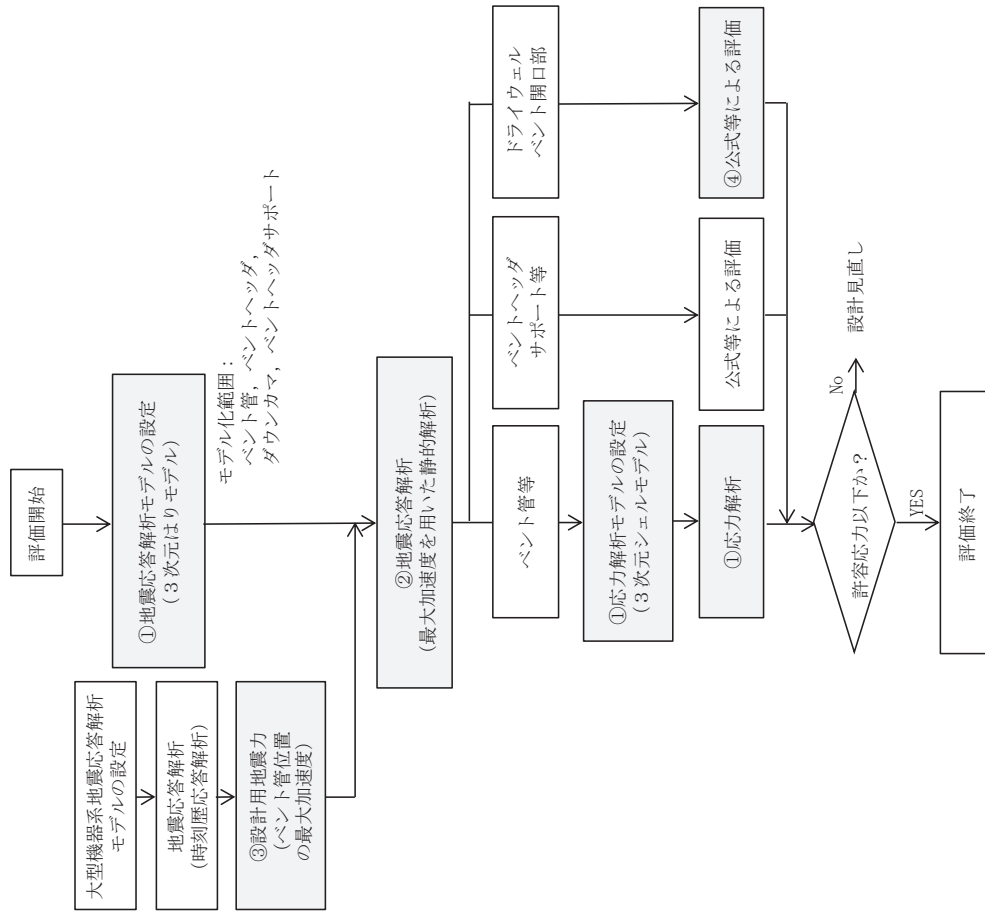 評価開始
①地震応答解析モデルの設定
(3次元はりモデル)
モデル化範囲：
ベント管, ベントヘッダ,
ダウンカマ, ベントヘッダサポート
大型機器系地震応答解析
モデルの設定
地震応答解析
(時刻歴応答解析)
③設計用地震力
(ベント管位置
の最大加速度)
②地震応答解析
(最大加速度を用いた静的解析)
ベント管等
ベントヘッダ
サポート等
ドライウェル
ベント開口部
①応力解析モデルの設定
(3次元シェルモデル)
①応力解析
公式等による評価
④公式等による評価
許容応力以下か？
No
設計見直し
YES
評価終了